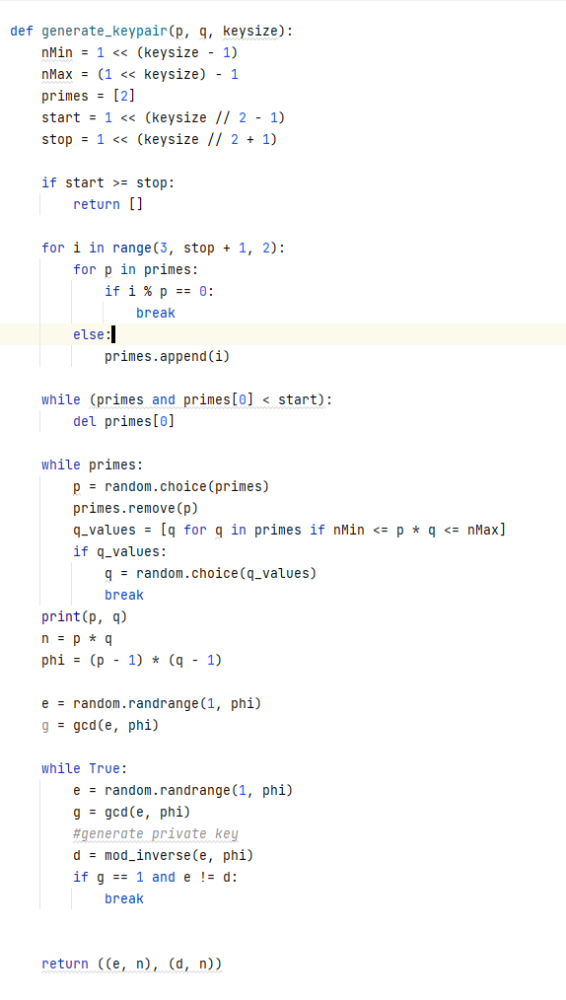 def generate_keypair(p, q, keysize):
    nMin = 1 << (keysize - 1)
    nMax = (1 << keysize) - 1
    primes = [2]
    start = 1 << (keysize // 2 - 1)
    stop = 1 << (keysize // 2 + 1)

    if start >= stop:
        return []

    for i in range(3, stop + 1, 2):
        for p in primes:
            if i % p == 0:
                break
        else:
            primes.append(i)

    while (primes and primes[0] < start):
        del primes[0]

    while primes:
        p = random.choice(primes)
        primes.remove(p)
        q_values = [q for q in primes if nMin <= p * q <= nMax]
        if q_values:
            q = random.choice(q_values)
            break
    print(p, q)
    n = p * q
    phi = (p - 1) * (q - 1)

    e = random.randrange(1, phi)
    g = gcd(e, phi)

    while True:
        e = random.randrange(1, phi)
        g = gcd(e, phi)
        #generate private key
        d = mod_inverse(e, phi)
        if g == 1 and e != d:
            break


    return ((e, n), (d, n))